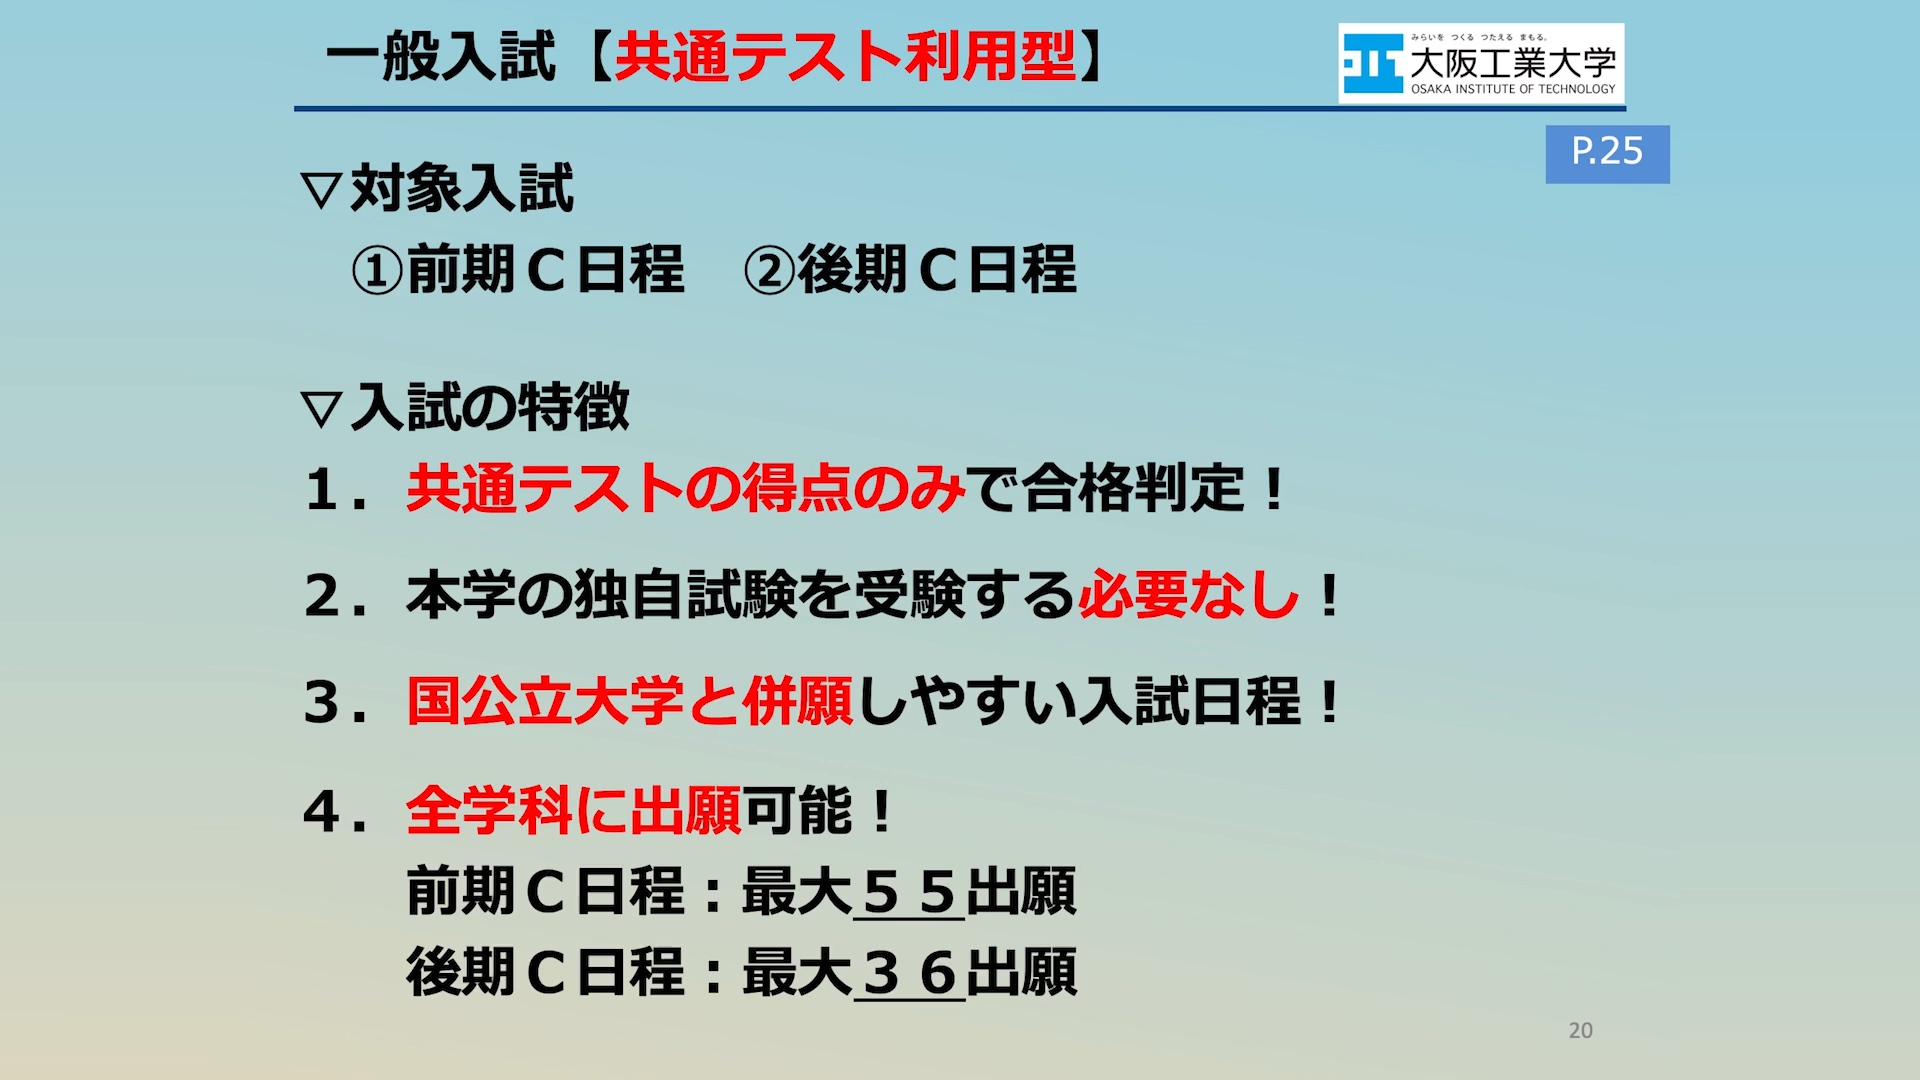 一般入試【共通テスト利用型】
みらいを つくる つたえる まもる。
大阪工業大学
OSAKA INSTITUTE OF TECHNOLOGY
P.25
▽対象入試
①前期Ｃ日程　②後期Ｃ日程
▽入試の特徴
１．共通テストの得点のみで合格判定！
２．本学の独自試験を受験する必要なし！
３．国公立大学と併願しやすい入試日程！
４．全学科に出願可能！
前期Ｃ日程：最大５５出願
後期Ｃ日程：最大３６出願
20